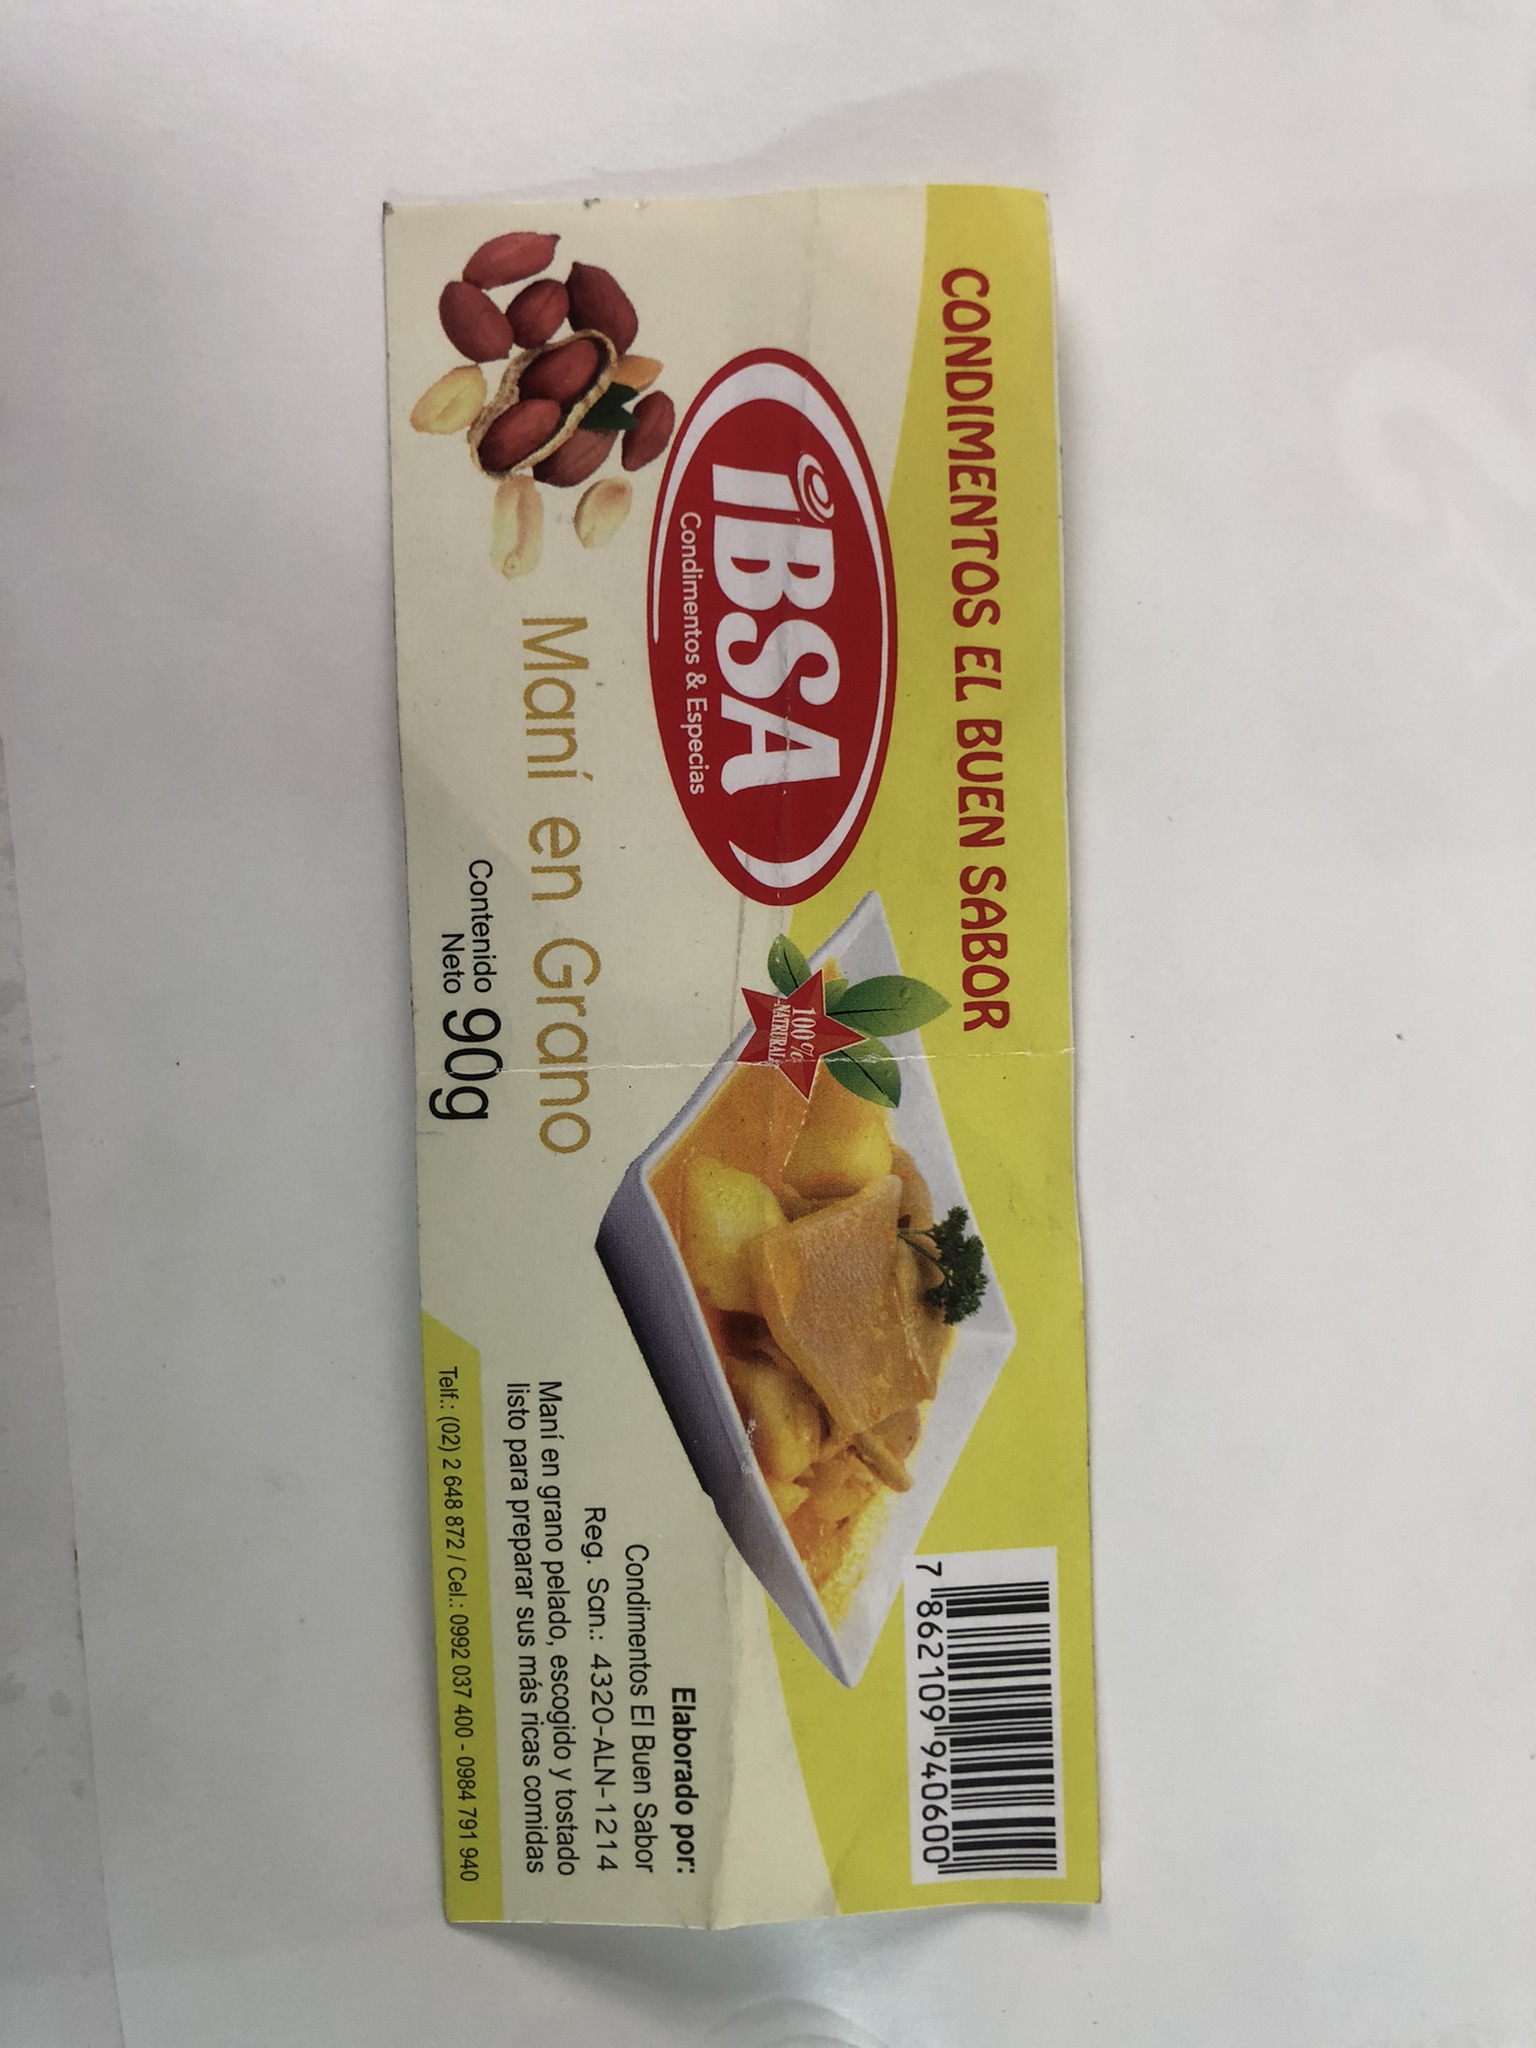 CONDIMENTOS EL BUEN SABOR
iBSA
Condimentos & Especias
Maní en Grano
Contenido
Neto
90g
100%
NATRURAL
7 862109 940600
Elaborado por:
Condimentos El Buen Sabor
Reg. San.: 4320-ALN-1214
Maní en grano pelado, escogido y tostado
listo para preparar sus más ricas comidas
Telf.: (02) 2 648 872 / Cel.: 0992 037 400 - 0984 791 940